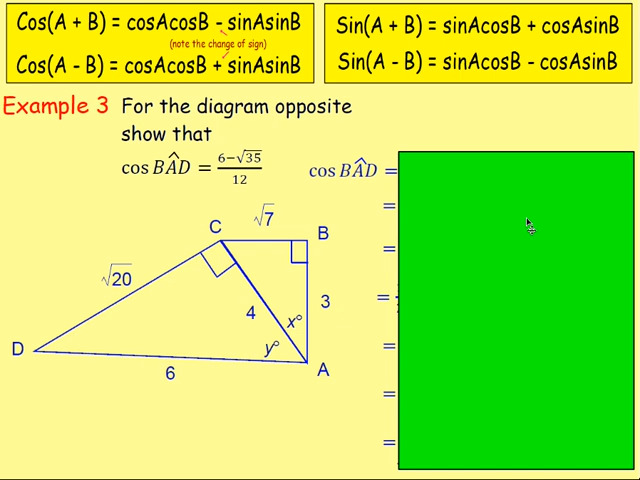 Cos(A + B) = cosAcosB - sinAsinB
(note the change of sign)
Cos(A - B) = cosAcosB + sinAsinB
Sin(A + B) = sinAcosB + cosAsinB
Sin(A - B) = sinAcosB - cosAsinB
Example 3 For the diagram opposite
show that
cos BÂD = (6−√35)/12
cos BÂD =
=
=
=
=
=
=
√7
C
B
√20
3
4
x°
y°
D
A
6